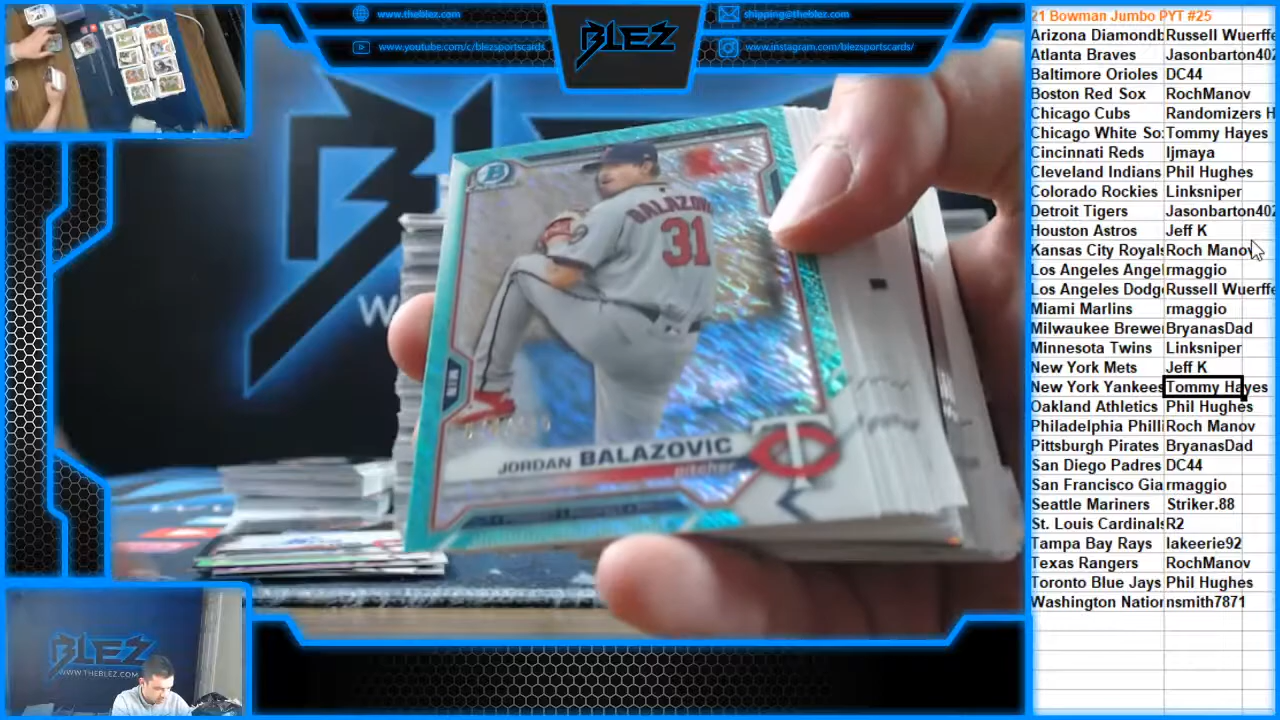 www.theblez.com
shipping@theblez.com
BLEZ
www.youtube.com/c/blezsportscards
www.instagram.com/blezsportscards/
21 Bowman Jumbo PYT #25
Arizona Diamondb Russell Wuerffe
Atlanta Braves Jasonbarton402
Baltimore Orioles DC44
Boston Red Sox RochManov
Chicago Cubs Randomizers H
Chicago White So Tommy Hayes
Cincinnati Reds ljmaya
Cleveland Indians Phil Hughes
Colorado Rockies Linksniper
Detroit Tigers Jasonbarton402
Houston Astros Jeff K
Kansas City Royals Roch Manov
Los Angeles Angel rmaggio
Los Angeles Dodg Russell Wuerffe
Miami Marlins rmaggio
Milwaukee Brewe BryanasDad
Minnesota Twins Linksniper
New York Mets Jeff K
New York Yankees Tommy Hayes
Oakland Athletics Phil Hughes
Philadelphia Philli Roch Manov
Pittsburgh Pirates BryanasDad
San Diego Padres DC44
San Francisco Gia rmaggio
Seattle Mariners Striker.88
St. Louis Cardinals R2
Tampa Bay Rays lakeerie92
Texas Rangers RochManov
Toronto Blue Jays Phil Hughes
Washington Nation nsmith7871
B
BALAZOV
31
JORDAN BALAZOVIC
pitcher
TC
W
BLEZ
WWW.THEBLEZ.COM